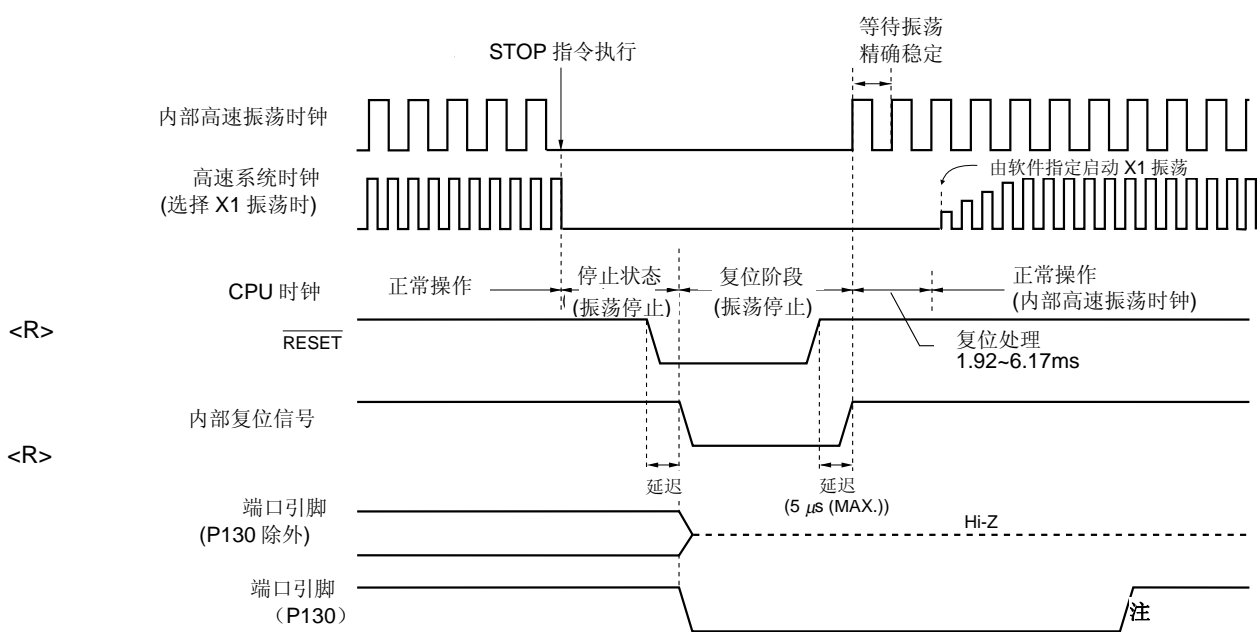 等待振荡
精确稳定
STOP 指令执行
内部高速振荡时钟
由软件指定启动 X1 振荡
高速系统时钟
(选择 X1 振荡时)
CPU 时钟
正常操作
停止状态
(振荡停止)
复位阶段
(振荡停止)
正常操作
(内部高速振荡时钟)
<R>
RESET
复位处理
1.92~6.17ms
内部复位信号
<R>
延迟
延迟
(5 μs (MAX.))
端口引脚
(P130 除外)
Hi-Z
端口引脚
（P130）
注